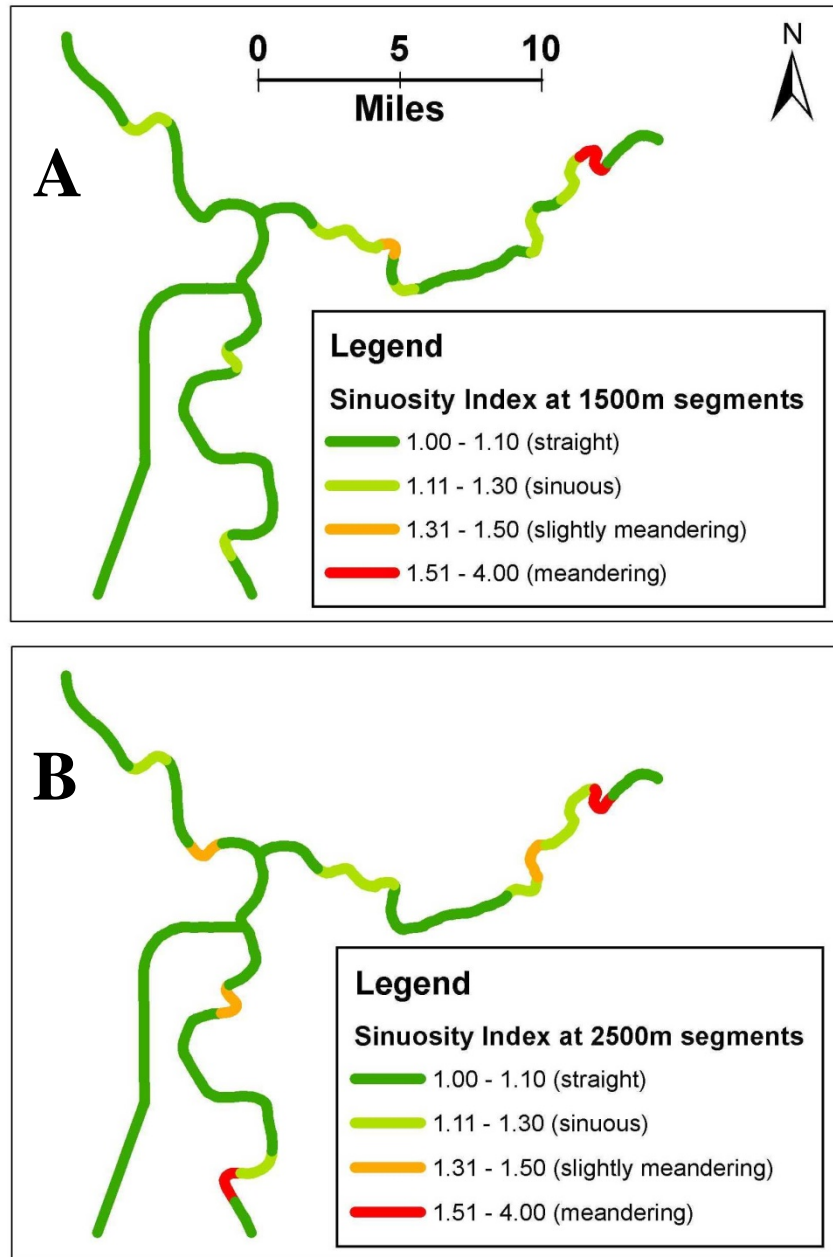 0 5 10
Miles
N
A
Legend
Sinuosity Index at 1500m segments
1.00 - 1.10 (straight)
1.11 - 1.30 (sinuous)
1.31 - 1.50 (slightly meandering)
1.51 - 4.00 (meandering)
B
Legend
Sinuosity Index at 2500m segments
1.00 - 1.10 (straight)
1.11 - 1.30 (sinuous)
1.31 - 1.50 (slightly meandering)
1.51 - 4.00 (meandering)